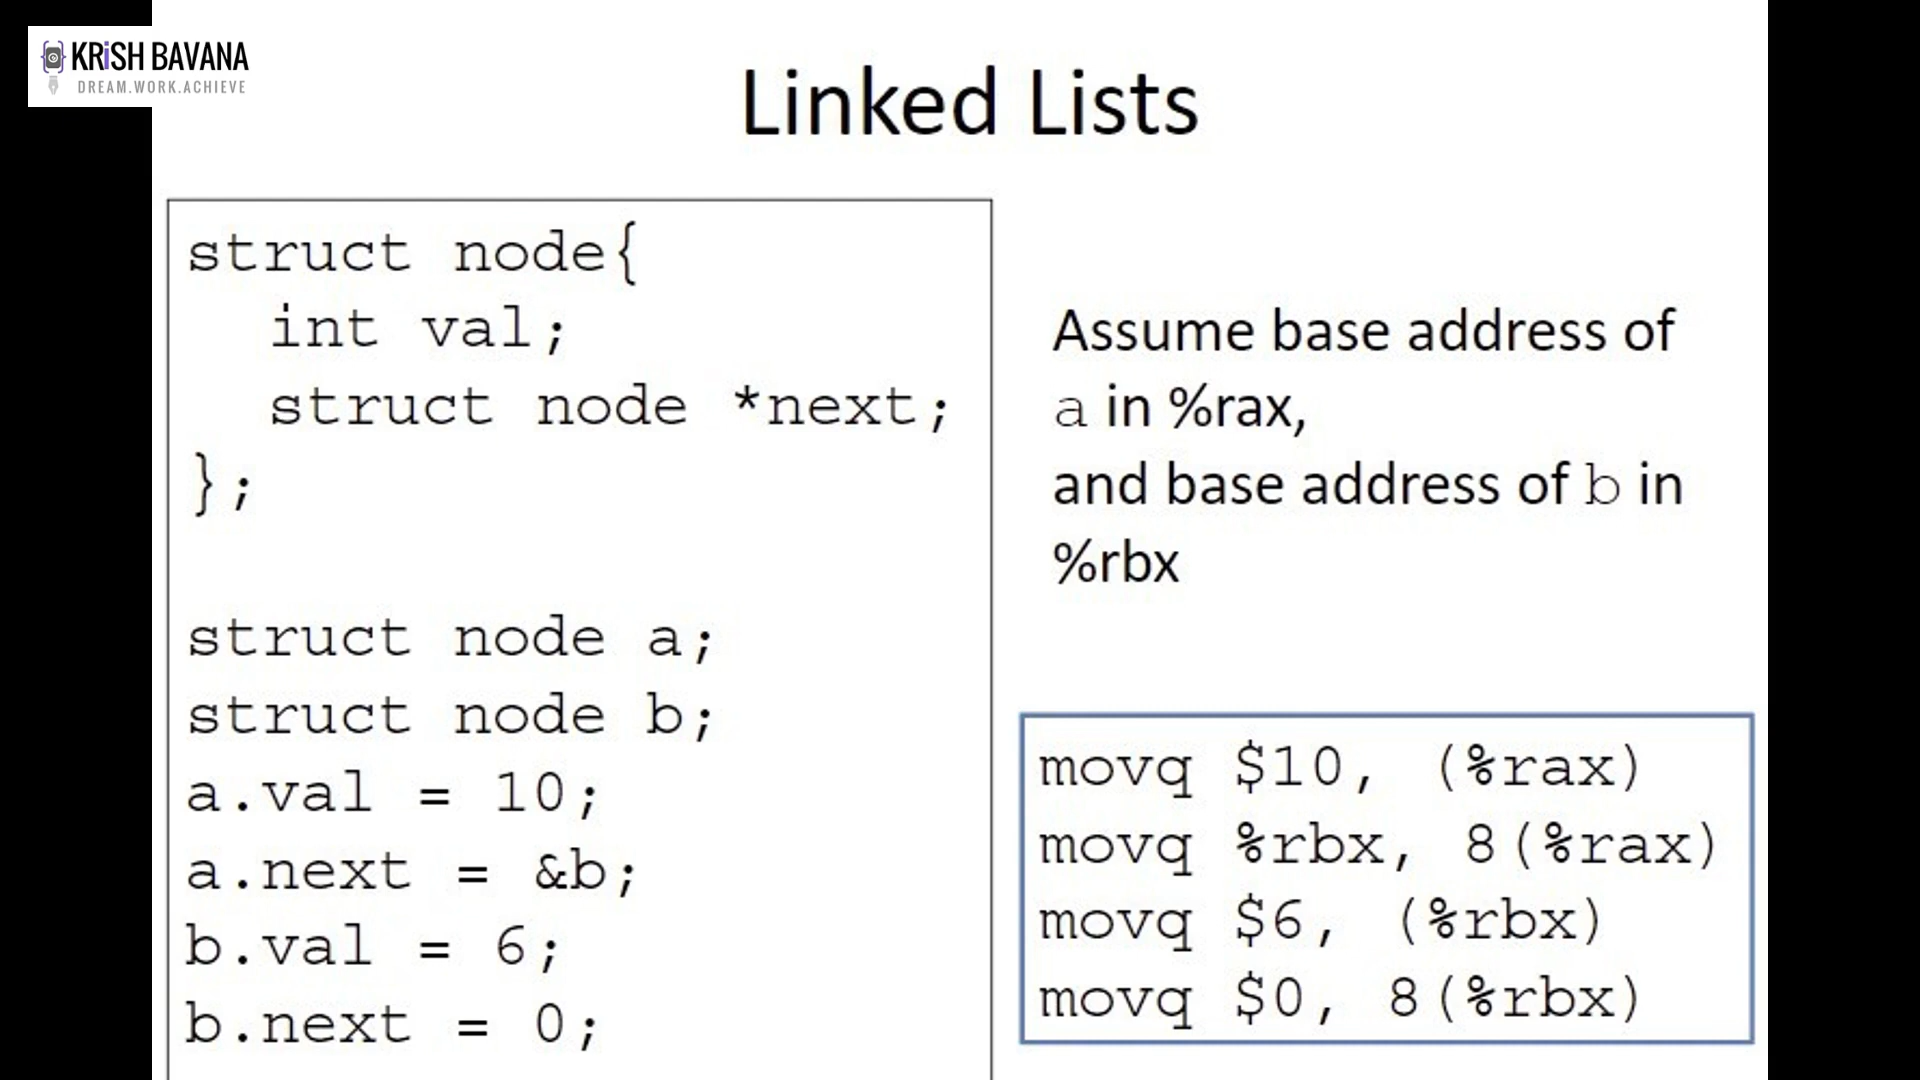 KRiSH BAVANA
DREAM.WORK.ACHIEVE
Linked Lists
struct node{
int val;
struct node *next;
};
struct node a;
struct node b;
a.val = 10;
a.next = &b;
b.val = 6;
b.next = 0;
Assume base address of
a in %rax,
and base address of b in
%rbx
movq $10, (%rax)
movq %rbx, 8(%rax)
movq $6, (%rbx)
movq $0, 8(%rbx)